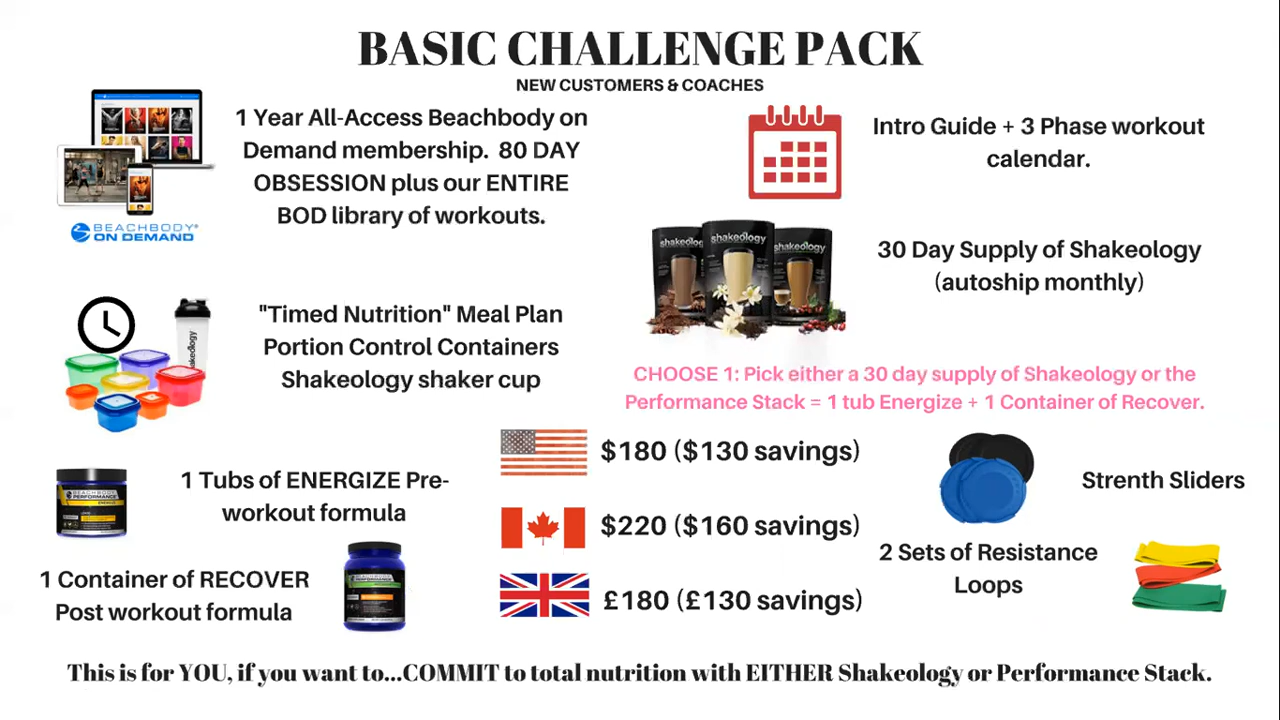 BASIC CHALLENGE PACK
NEW CUSTOMERS & COACHES
1 Year All-Access Beachbody on
Demand membership.  80 DAY
OBSESSION plus our ENTIRE
BOD library of workouts.
BEACHBODY®
ON DEMAND
Intro Guide + 3 Phase workout
calendar.
shakeology
shakeology
shakeology
30 Day Supply of Shakeology
(autoship monthly)
"Timed Nutrition" Meal Plan
Portion Control Containers
Shakeology shaker cup
CHOOSE 1: Pick either a 30 day supply of Shakeology or the
Performance Stack = 1 tub Energize + 1 Container of Recover.
$180 ($130 savings)
$220 ($160 savings)
£180 (£130 savings)
1 Tubs of ENERGIZE Pre-
workout formula
BEACHBODY
PERFORMANCE
1 Container of RECOVER
Post workout formula
BEACHBODY
PERFORMANCE
Strenth Sliders
2 Sets of Resistance
Loops
This is for YOU, if you want to...COMMIT to total nutrition with EITHER Shakeology or Performance Stack.